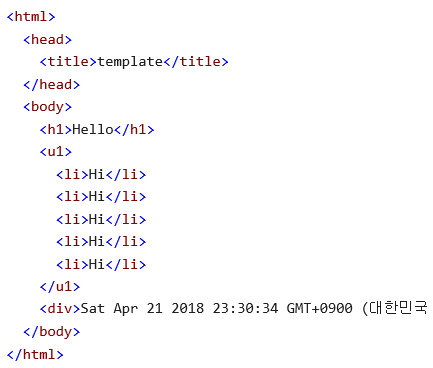 <html>
<head>
<title>template</title>
</head>
<body>
<h1>Hello</h1>
<u1>
<li>Hi</li>
<li>Hi</li>
<li>Hi</li>
<li>Hi</li>
<li>Hi</li>
</u1>
<div>Sat Apr 21 2018 23:30:34 GMT+0900 (대한민국
</body>
</html>